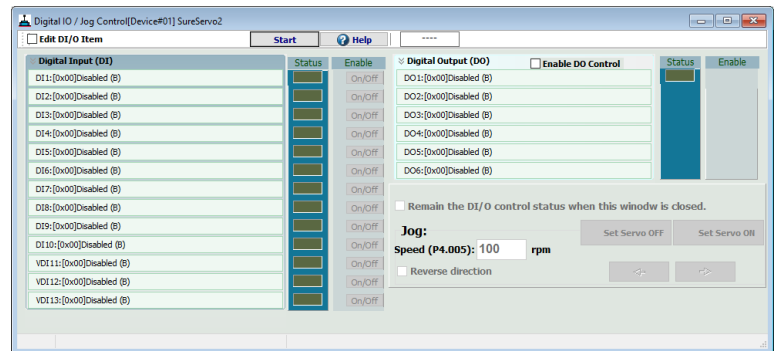 Digital IO / Jog Control[Device#01] SureServo2
Edit DI/O Item Start Help ----
Digital Input (DI) Status Enable
DI1:[0x00]Disabled (B) On/Off
DI2:[0x00]Disabled (B) On/Off
DI3:[0x00]Disabled (B) On/Off
DI4:[0x00]Disabled (B) On/Off
DI5:[0x00]Disabled (B) On/Off
DI6:[0x00]Disabled (B) On/Off
DI7:[0x00]Disabled (B) On/Off
DI8:[0x00]Disabled (B) On/Off
DI9:[0x00]Disabled (B) On/Off
DI10:[0x00]Disabled (B) On/Off
VDI11:[0x00]Disabled (B) On/Off
VDI12:[0x00]Disabled (B) On/Off
VDI13:[0x00]Disabled (B) On/Off
Digital Output (DO) Enable DO Control Status Enable
DO1:[0x00]Disabled (B)
DO2:[0x00]Disabled (B)
DO3:[0x00]Disabled (B)
DO4:[0x00]Disabled (B)
DO5:[0x00]Disabled (B)
DO6:[0x00]Disabled (B)
Remain the DI/O control status when this winodw is closed.
Jog: Set Servo OFF Set Servo ON
Speed (P4.005): 100 rpm
Reverse direction <- ->